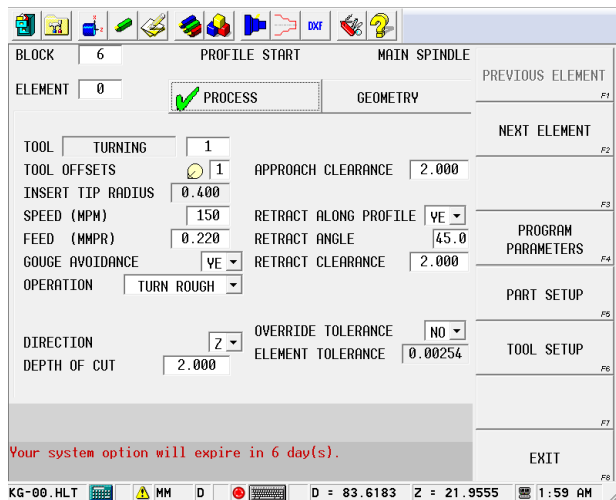 DXF
BLOCK 6 PROFILE START MAIN SPINDLE
ELEMENT 0
PROCESS GEOMETRY
TOOL TURNING 1
TOOL OFFSETS 1 APPROACH CLEARANCE 2.000
INSERT TIP RADIUS 0.400
SPEED (MPM) 150 RETRACT ALONG PROFILE YE
FEED (MMPR) 0.220 RETRACT ANGLE 45.0
GOUGE AVOIDANCE YE RETRACT CLEARANCE 2.000
OPERATION TURN ROUGH
OVERRIDE TOLERANCE NO
DIRECTION Z
ELEMENT TOLERANCE 0.00254
DEPTH OF CUT 2.000
Your system option will expire in 6 day(s).
PREVIOUS ELEMENT
F1
NEXT ELEMENT
F2
F3
PROGRAM
PARAMETERS
F4
PART SETUP
F5
TOOL SETUP
F6
F7
EXIT
F8
KG-00.HLT MM D D = 83.6183 Z = 21.9555 1:59 AM